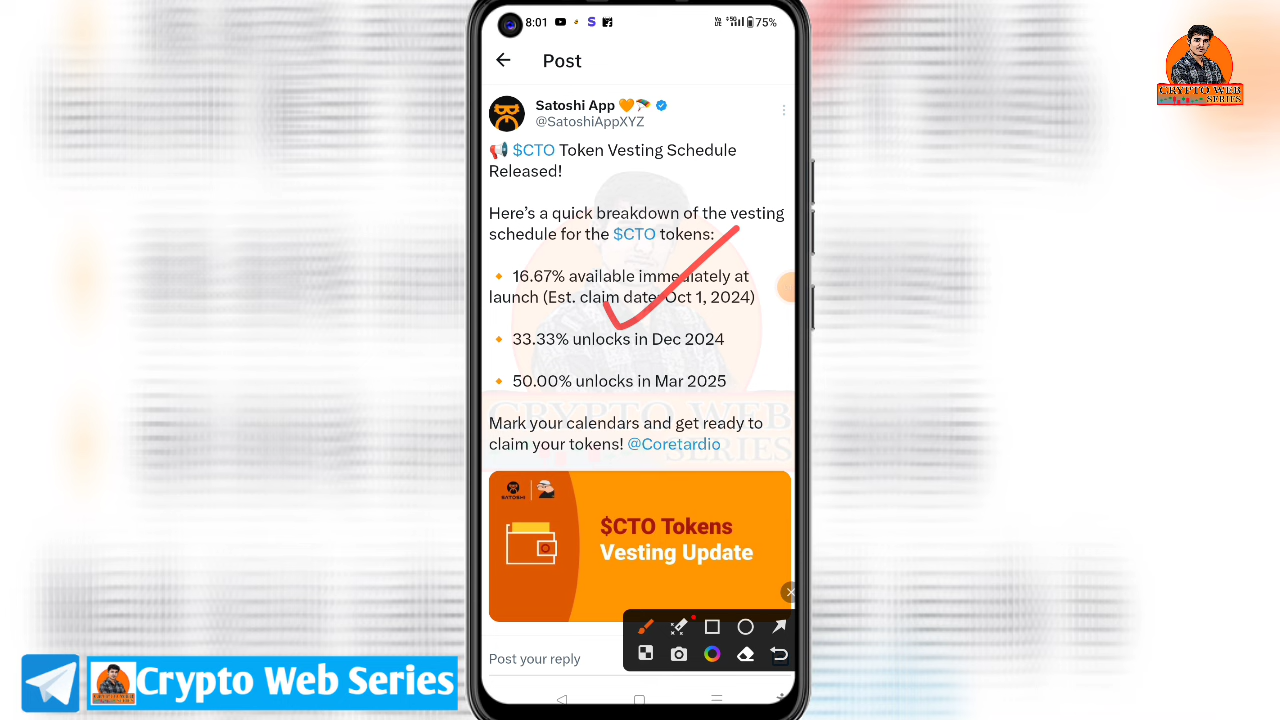 8:01
75%
Post
Satoshi App 🧡🪂
@SatoshiAppXYZ
📢 $CTO Token Vesting Schedule
Released!
Here's a quick breakdown of the vesting
schedule for the $CTO tokens:
🔸 16.67% available immediately at
launch (Est. claim date: Oct 1, 2024)
🔸 33.33% unlocks in Dec 2024
🔸 50.00% unlocks in Mar 2025
Mark your calendars and get ready to
claim your tokens! @Coretardio
CRYPTO WEB
SERIES
SATOSHI
$CTO Tokens
Vesting Update
Post your reply
Crypto Web Series
CRYPTO WEB
SERIES